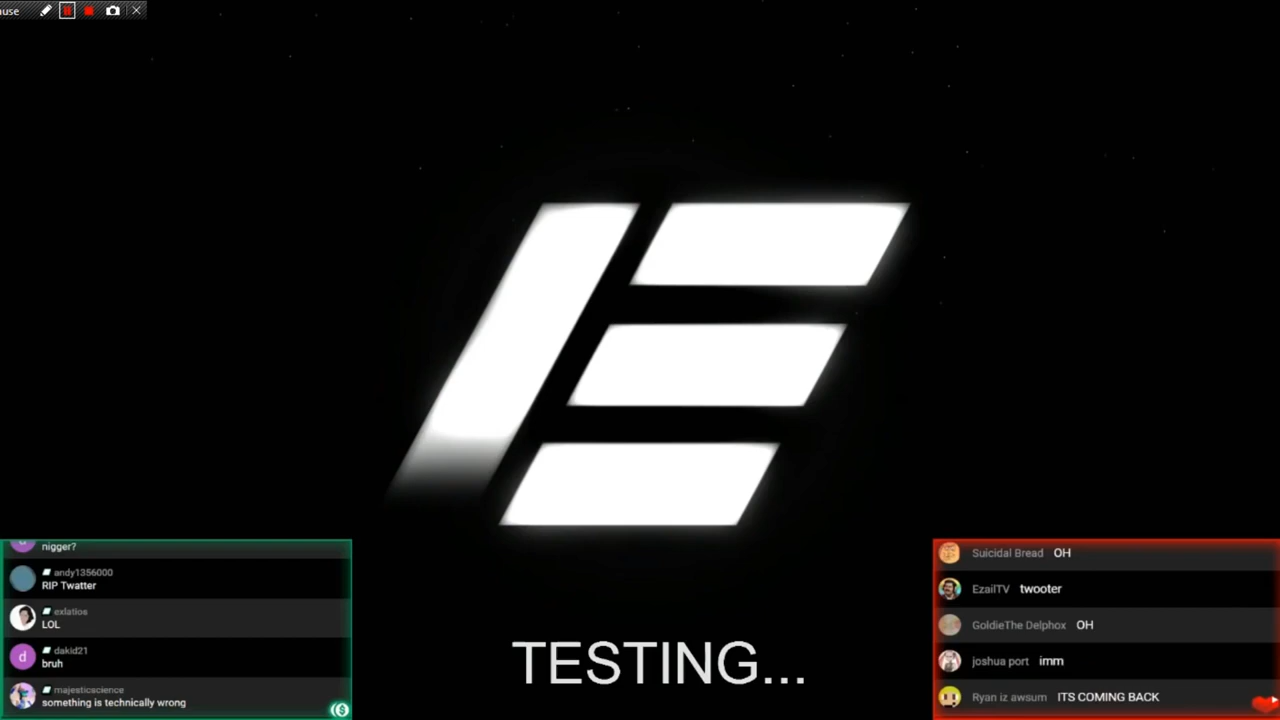 nigger?
andy1356000
RIP Twatter
exlatios
LOL
d
dakid21
bruh
majesticscience
something is technically wrong
TESTING...
Suicidal Bread OH
EzailTV twooter
GoldieThe Delphox OH
joshua port imm
Ryan iz awsum ITS COMING BACK